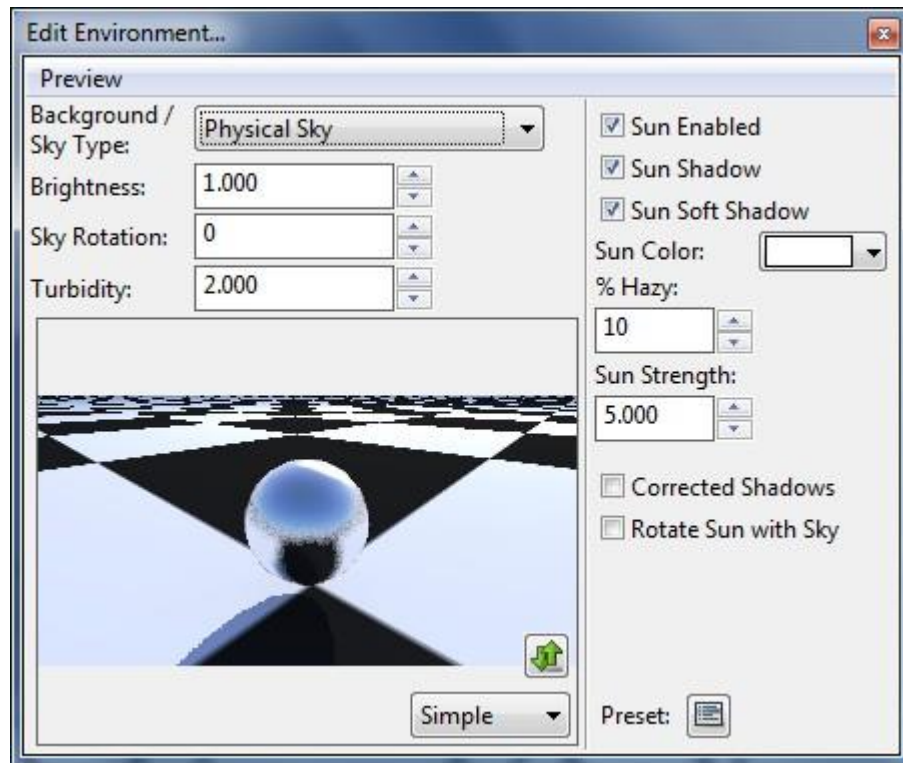 Edit Environment...
Preview
Background /
Sky Type:
Physical Sky
Brightness:
1.000
Sky Rotation:
0
Turbidity:
2.000
Simple
Sun Enabled
Sun Shadow
Sun Soft Shadow
Sun Color:
% Hazy:
10
Sun Strength:
5.000
Corrected Shadows
Rotate Sun with Sky
Preset: